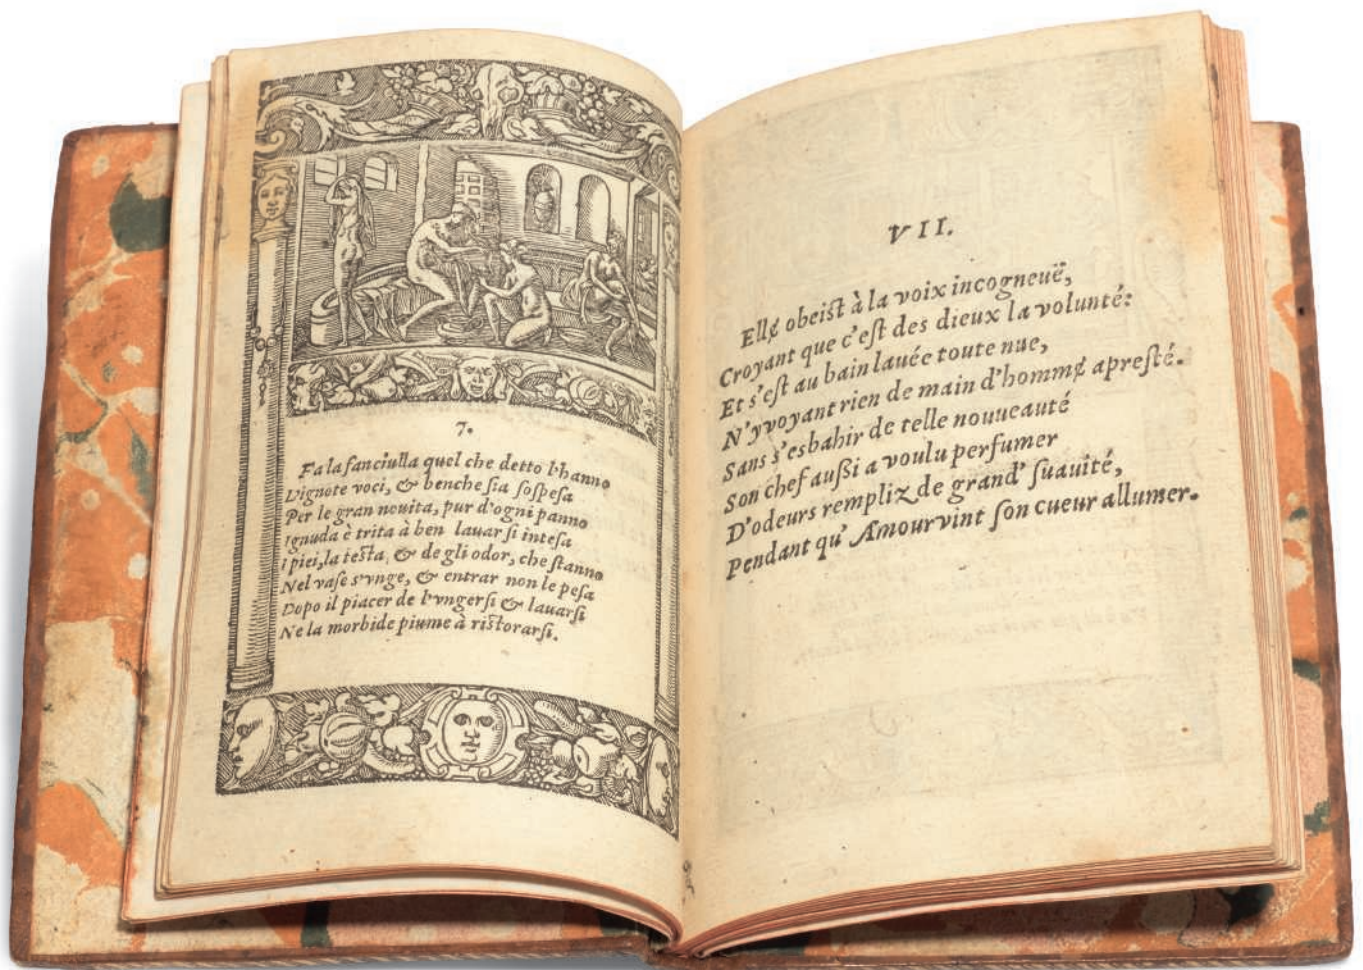 7.
Fa la fanciulla quel che detto l'hanno
L'ignote voci, & benche sia sospesa
Per le gran nouita, pur d'ogni panno
Ignuda è trita à ben lauar si intesa
I piei, la testa, & de gli odor, che stanno
Nel vase s'vnge, & entrar non le pesa
Dopo il piacer de l'vngersi & lauarsi
Ne la morbide piume à ristorarsi.
VII.
Elle obeist à la voix incogneuë,
Croyant que c'est des dieux la volunté:
Et s'est au bain lauée toute nue,
N'y voyant rien de main d'homme apresté.
Sans s'esbahir de telle nouueauté
Son chef aussi a voulu perfumer
D'odeurs rempliz de grand' suauité,
Pendant qu' Amour vint son cueur allumer.